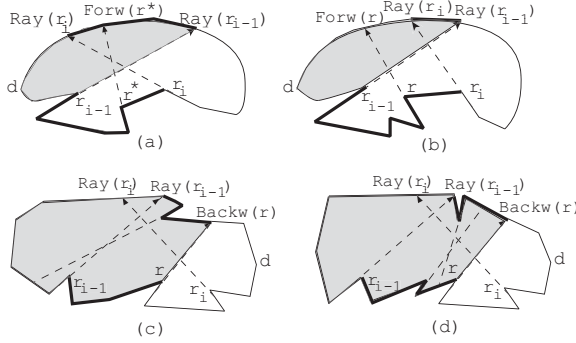 Ray(r_i) Forw(r*) Ray(r_{i-1})
d
r_{i-1} r* r_i
(a)
Forw(r) Ray(r_i) Ray(r_{i-1})
d
r_{i-1} r r_i
(b)
Ray(r_i) Ray(r_{i-1})
Backw(r)
r_{i-1} r r_i d
(c)
Ray(r_i) Ray(r_{i-1})
Backw(r)
r_{i-1} r r_i d
(d)